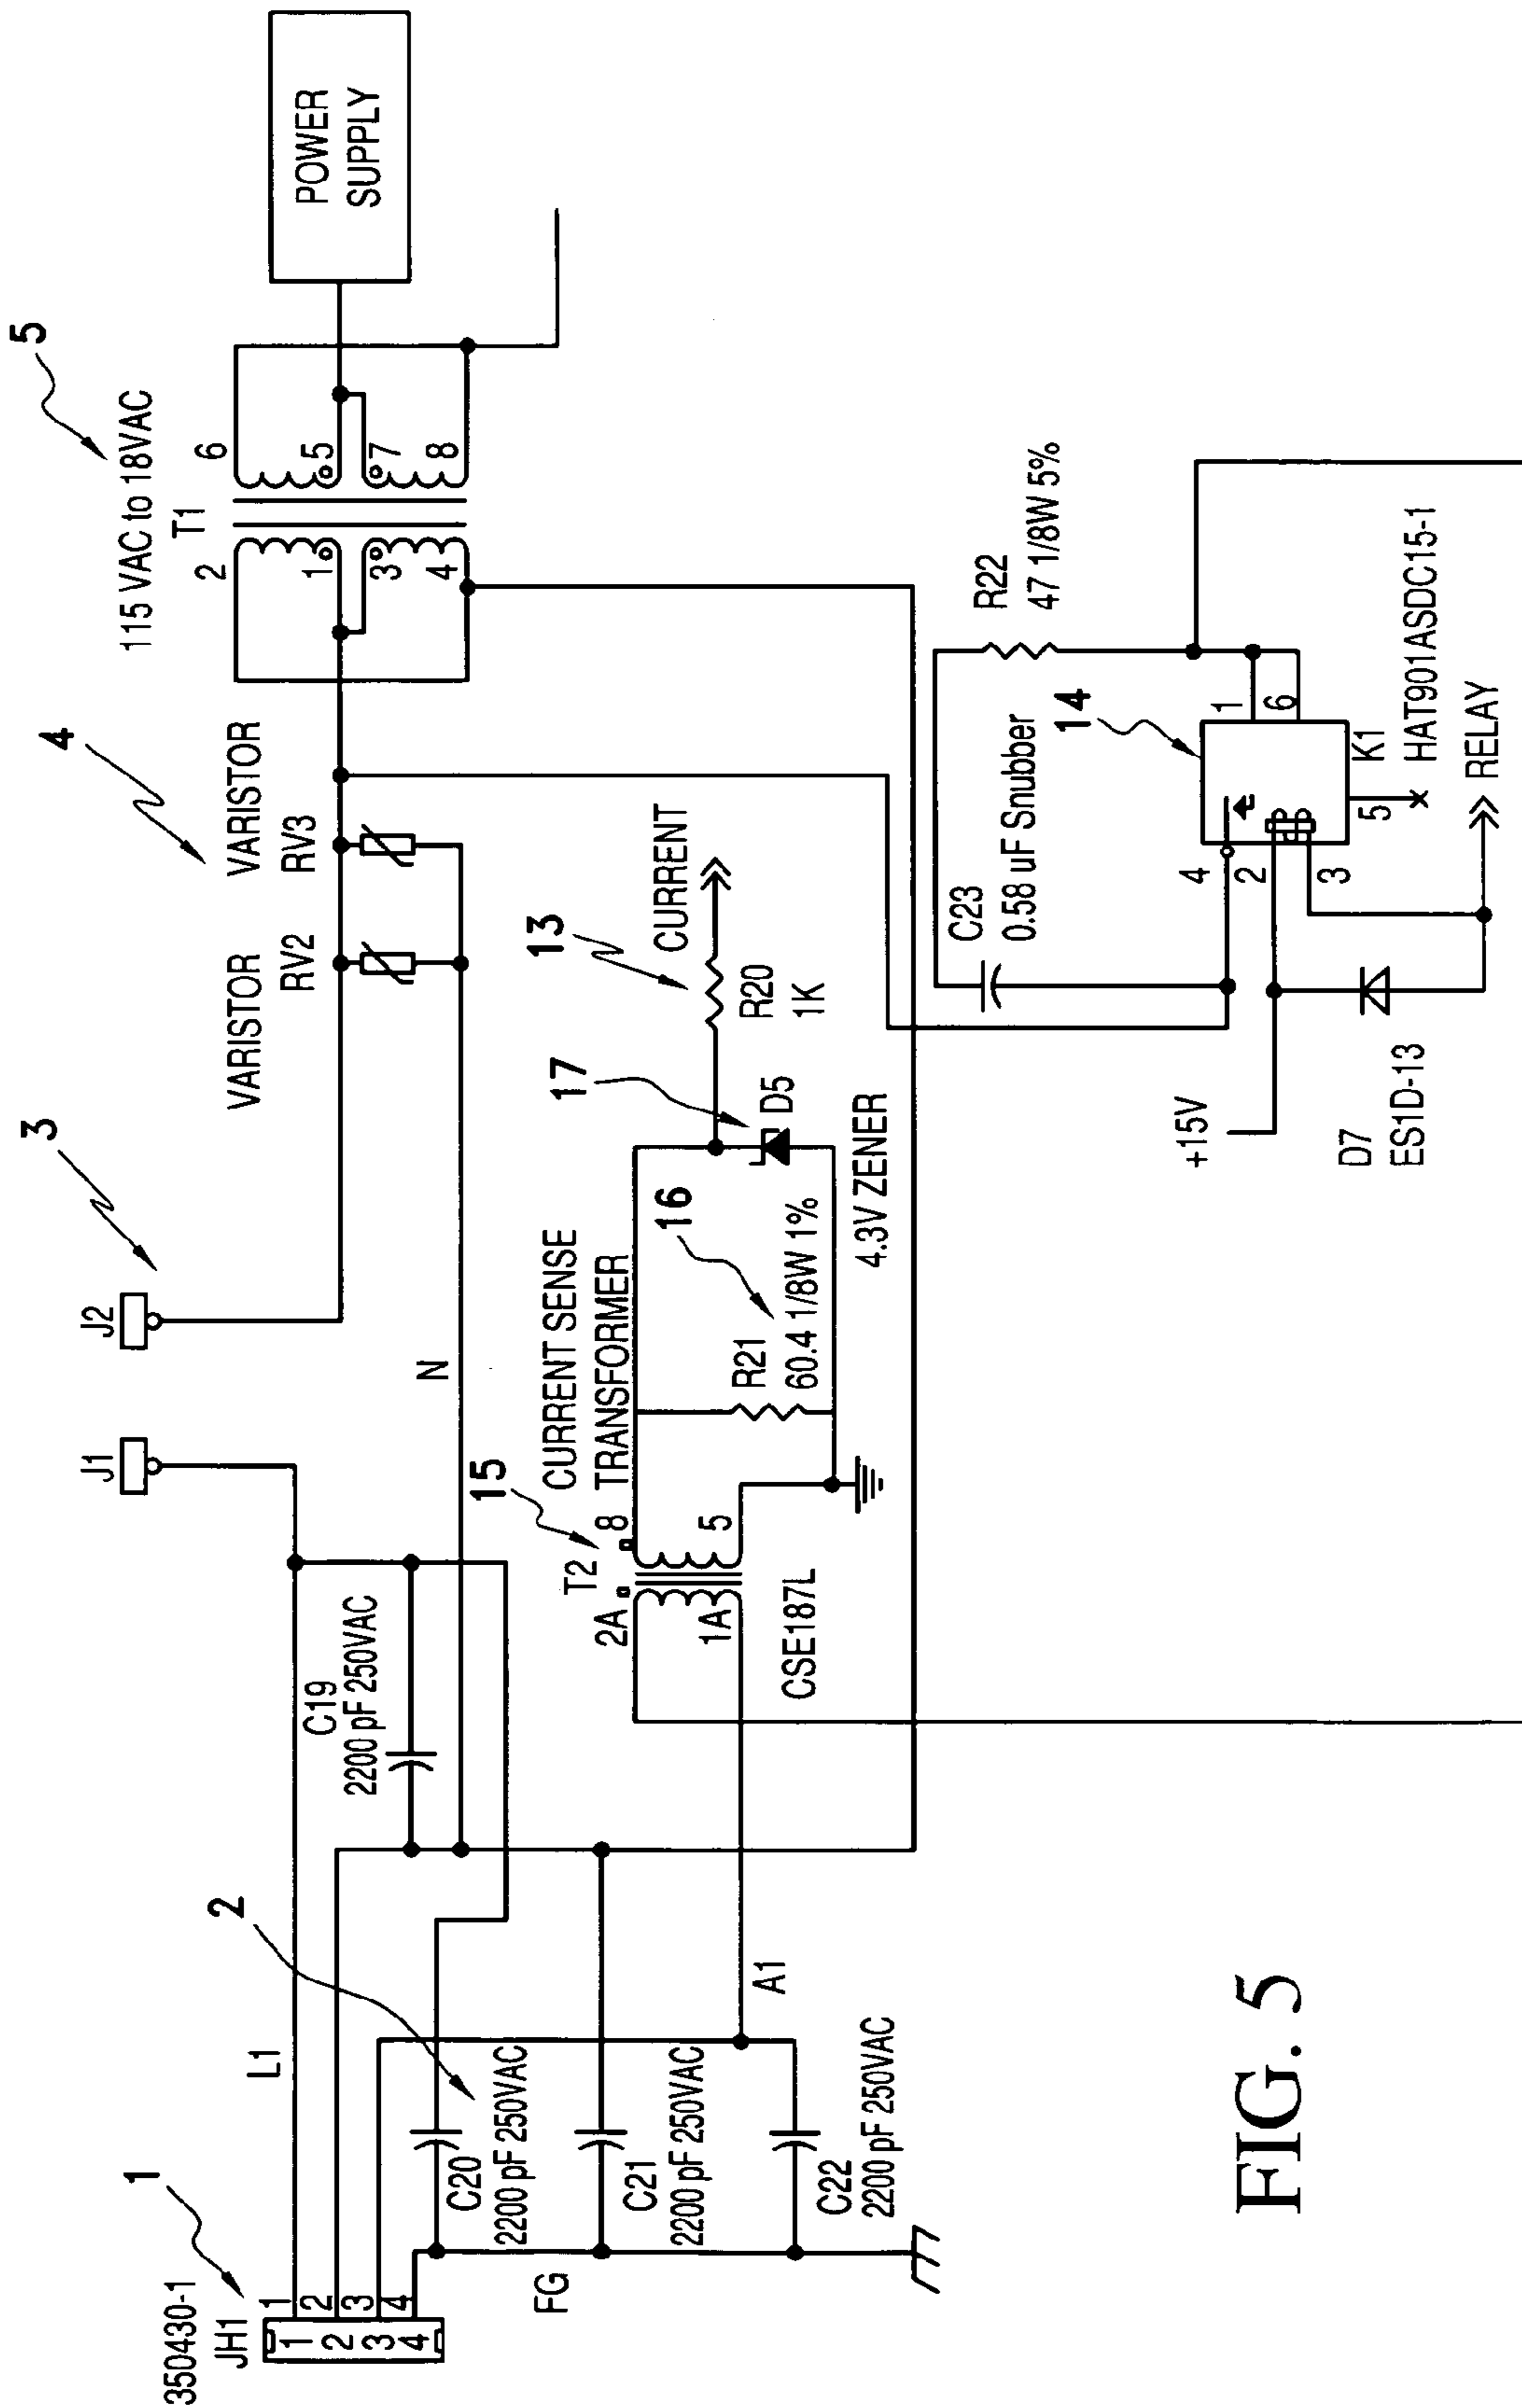 350430-1
JH1
1
1
2
3
4
1
2
3
4
L1
2
C19
2200 pF 250VAC
C20
2200 pF 250VAC
C21
2200 pF 250VAC
C22
2200 pF 250VAC
FG
A1
N
J1
J2
3
VARISTOR
RV2
VARISTOR
RV3
4
115 VAC to 18VAC
5
T1
2
1
3
4
6
5
7
8
POWER
SUPPLY
CURRENT SENSE
TRANSFORMER
15
T2
2A
1A
8
5
CSE187L
R21
60.4 1/8W 1%
16
17
D5
4.3V ZENER
13
R20
1K
CURRENT
C23
0.58 uF Snubber
R22
47 1/8W 5%
14
4
2
3
1
6
5
K1
HAT901ASDC15-1
RELAY
+15V
D7
ES1D-13
FIG. 5